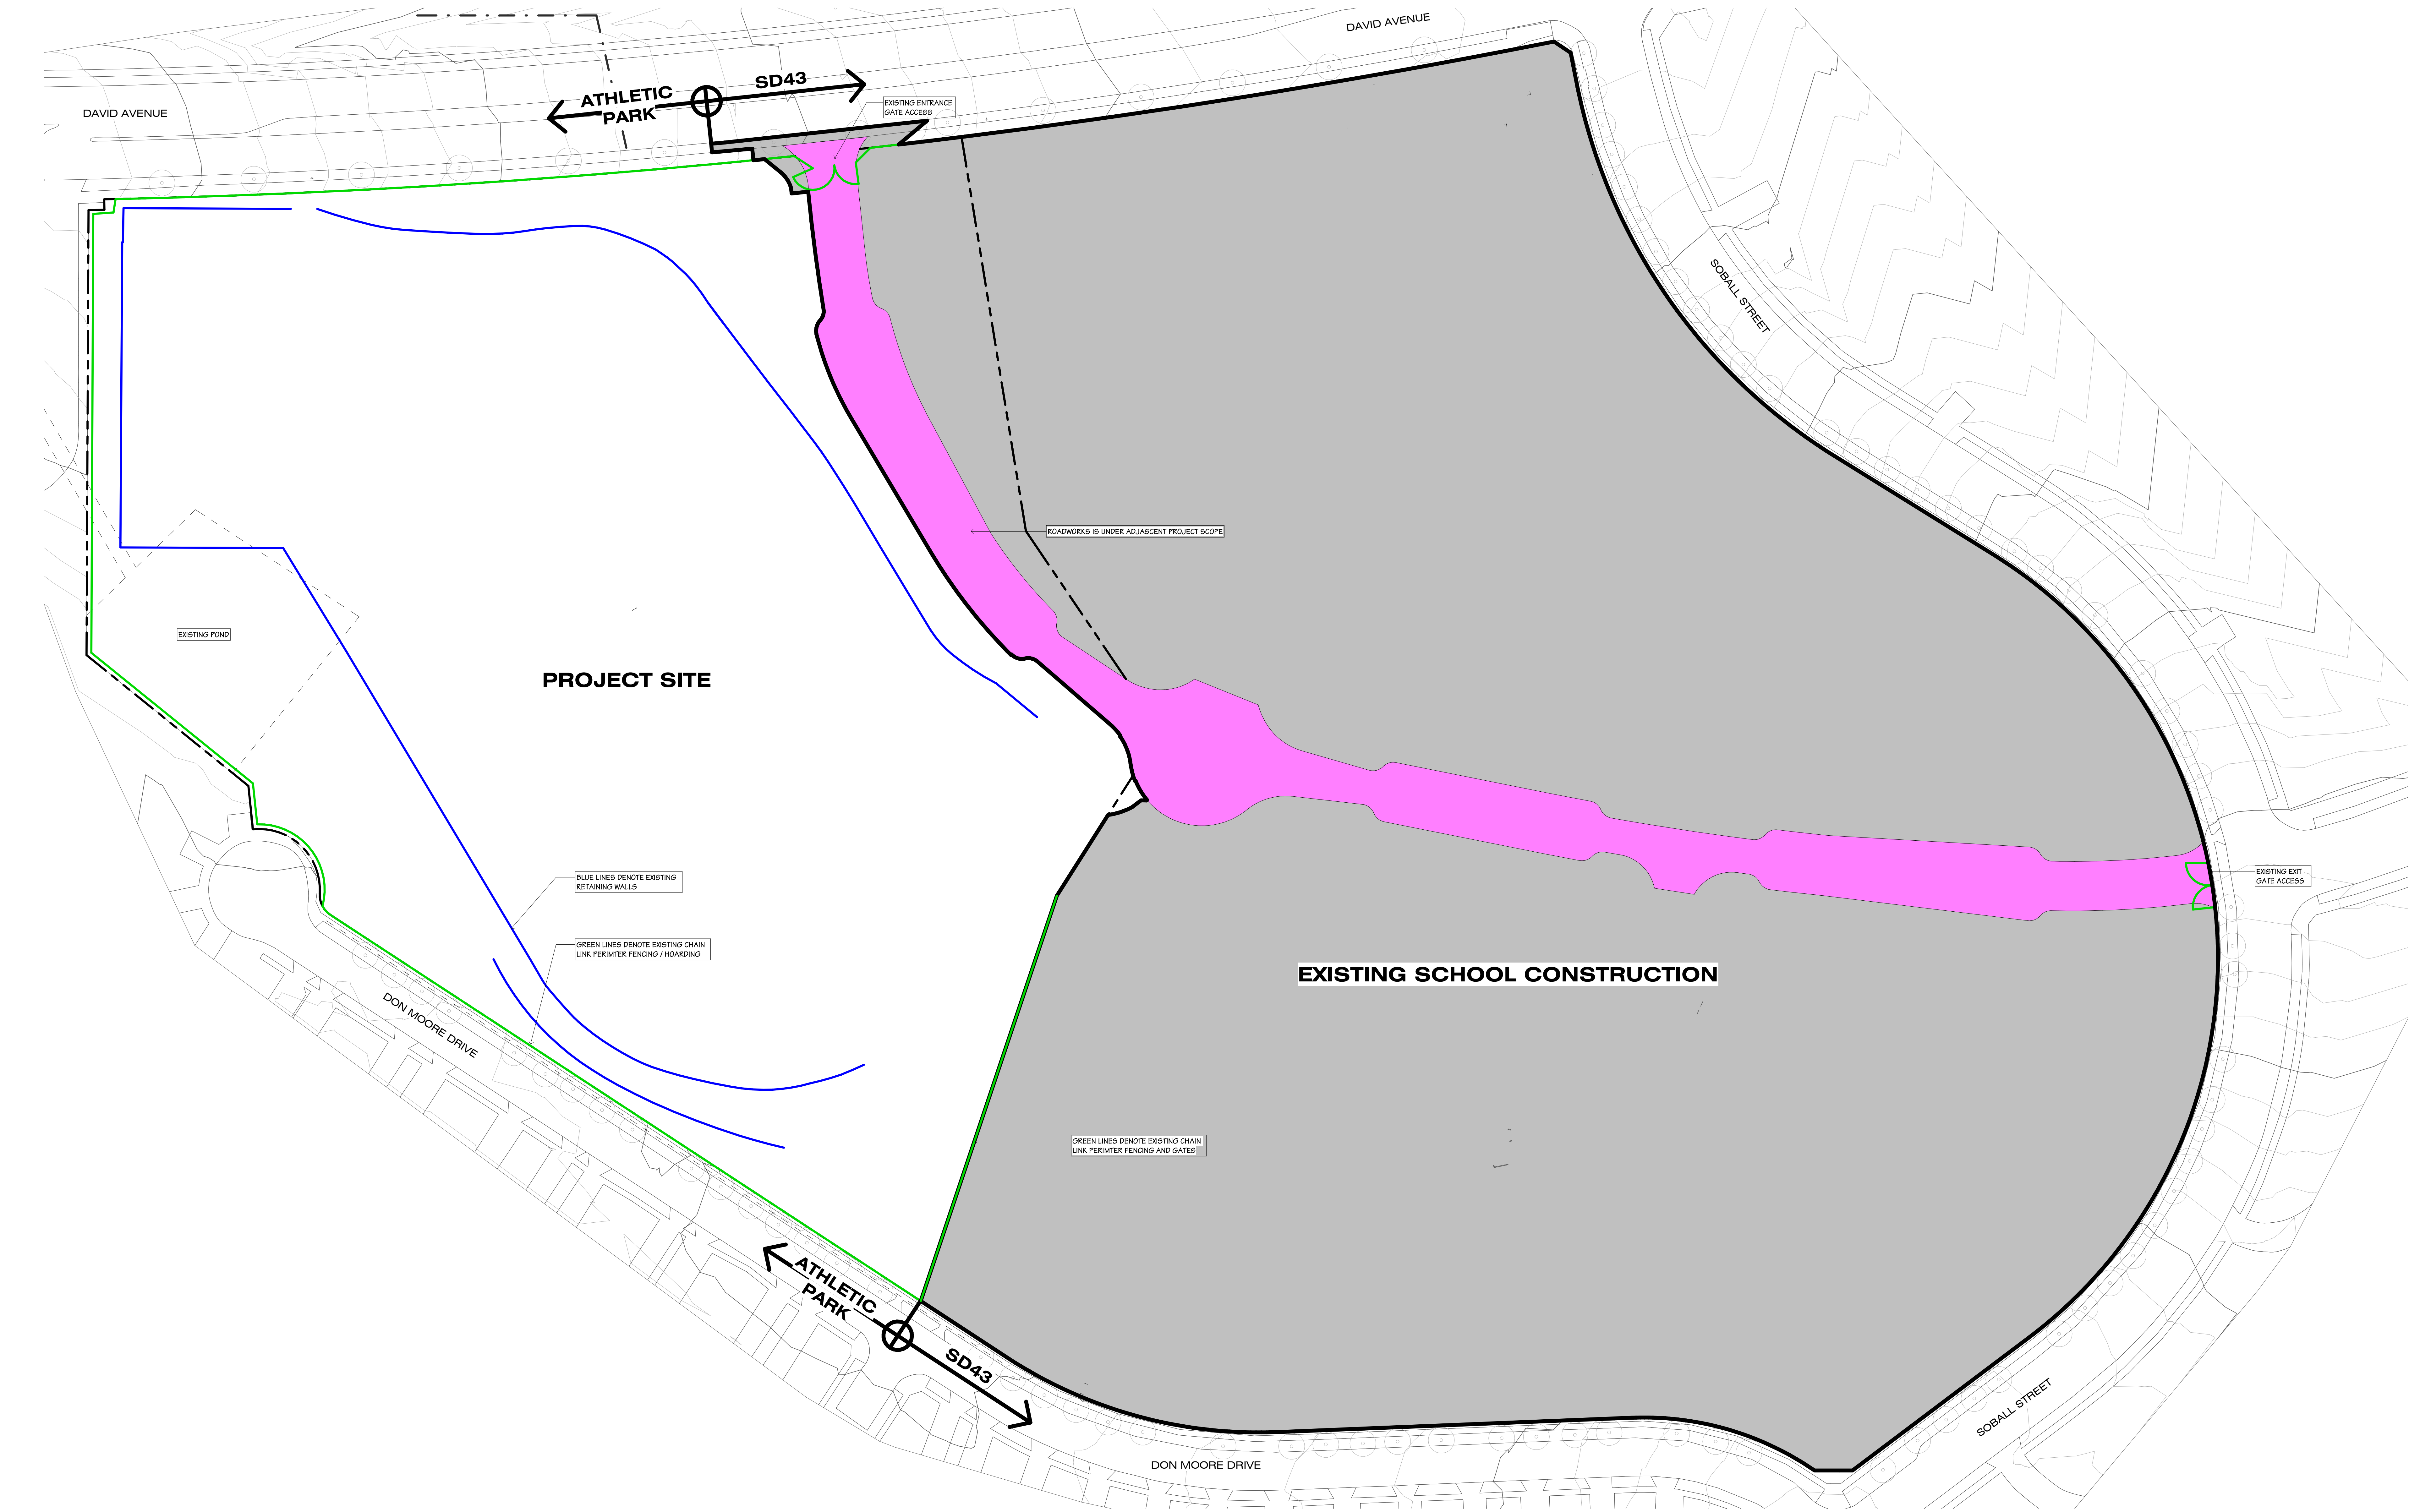 DAVID AVENUE
DAVID AVENUE
ATHLETIC
PARK
SD43
EXISTING ENTRANCE
GATE ACCESS
SOBALL STREET
ROADWORKS IS UNDER ADJASCENT PROJECT SCOPE
EXISTING POND
PROJECT SITE
BLUE LINES DENOTE EXISTING
RETAINING WALLS
GREEN LINES DENOTE EXISTING CHAIN
LINK PERIMTER FENCING / HOARDING
EXISTING EXIT
GATE ACCESS
EXISTING SCHOOL CONSTRUCTION
DON MOORE DRIVE
GREEN LINES DENOTE EXISTING CHAIN
LINK PERIMTER FENCING AND GATES
ATHLETIC
PARK
SD43
SOBALL STREET
DON MOORE DRIVE